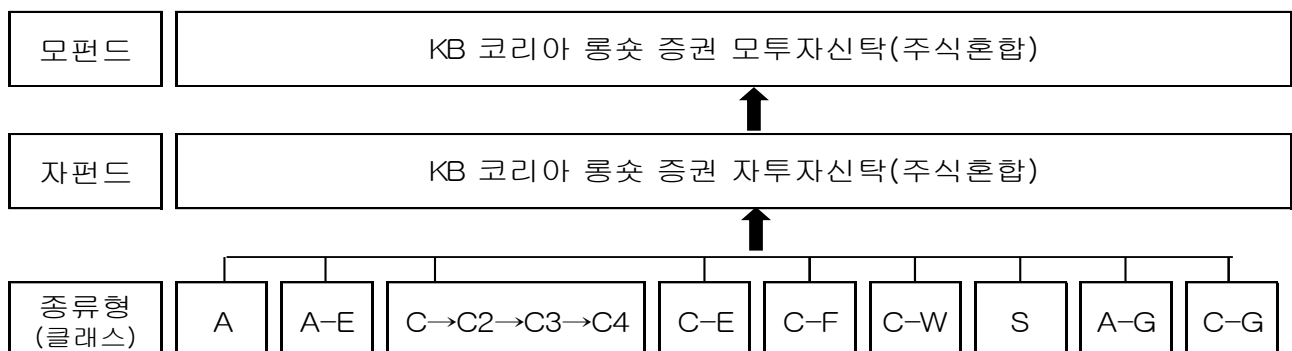 모펀드
KB 코리아 롱숏 증권 모투자신탁(주식혼합)
자펀드
KB 코리아 롱숏 증권 자투자신탁(주식혼합)
종류형
(클래스)
A
A-E
C→C2→C3→C4
C-E
C-F
C-W
S
A-G
C-G